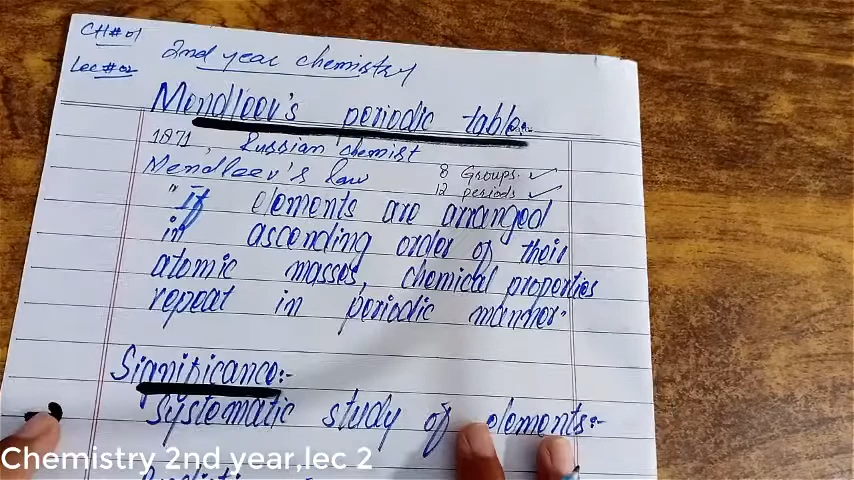 CH#01
2nd year chemistry
Lec#02
Mendleev's periodic table:-
1871, Russian chemist
Mendleev's law
8 Groups ✓
12 periods ✓
"If elements are arranged
in ascending order of their
atomic masses, chemical properties
repeat in periodic manner.
Significance:-
systematic study of elements:-
Chemistry 2nd year,lec 2